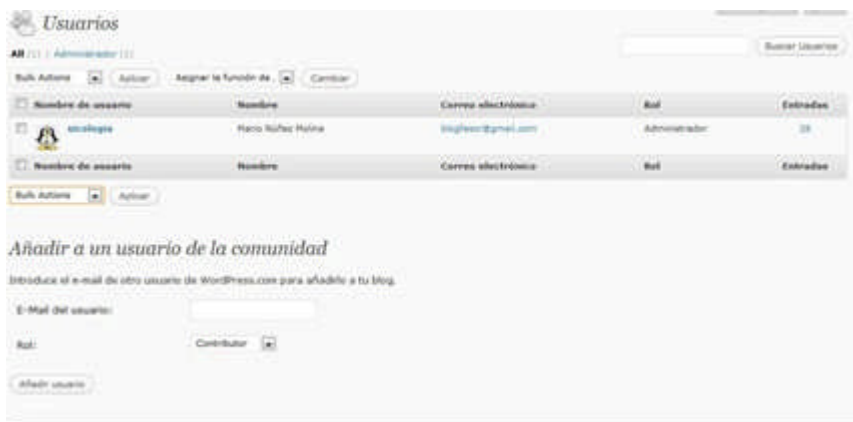 Usuarios
All (1) | Administrador (1)
Buscar Usuarios
Bulk Actions Aplicar Asignar la función de . Cambiar
Nombre de usuario Nombre Correo electrónico Rol Entradas
Mario Núñez Molina Administrador 28
Nombre de usuario Nombre Correo electrónico Rol Entradas
Bulk Actions Aplicar
Añadir a un usuario de la comunidad
Introduce el e-mail de otro usuario de WordPress.com para añadirlo a tu blog.
E-Mail del usuario:
Rol: Contributor
Añadir usuario